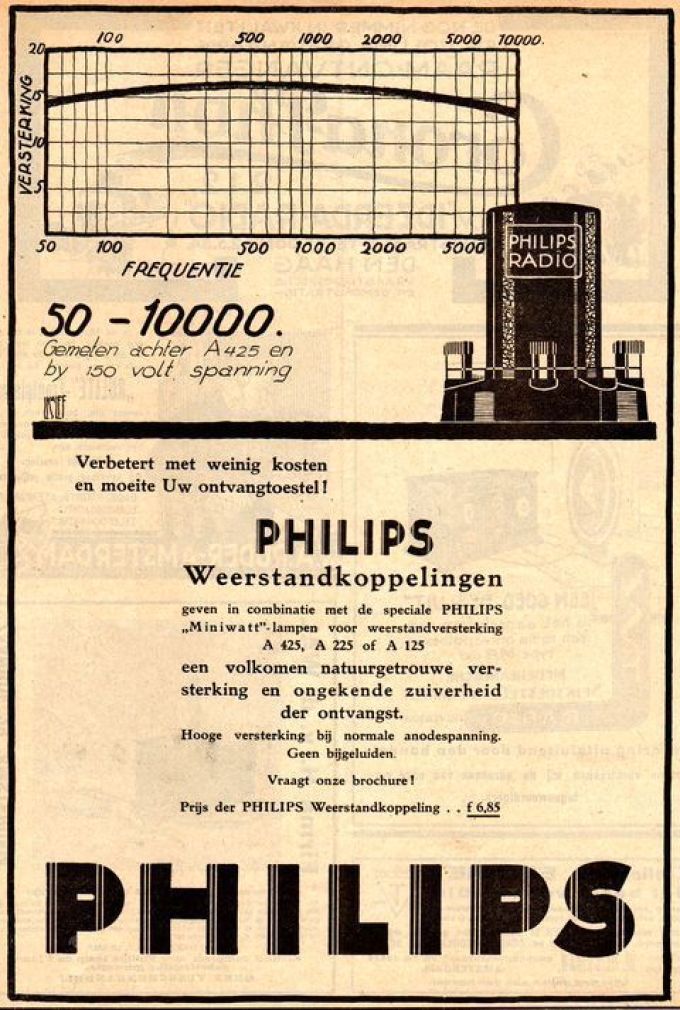 100 500 1000 2000 5000 10000.
20
15
10
5
VERSTERKING
50 100 500 1000 2000 5000
FREQUENTIE
PHILIPS
RADIO
50 – 10000.
Gemeten achter A 425 en
by 150 volt spanning
Verbetert met weinig kosten
en moeite Uw ontvangtoestel!
PHILIPS
Weerstandkoppelingen
geven in combinatie met de speciale PHILIPS
„Miniwatt”-lampen voor weerstandversterking
A 425, A 225 of A 125
een volkomen natuurgetrouwe ver-
sterking en ongekende zuiverheid
der ontvangst.
Hooge versterking bij normale anodespanning.
Geen bijgeluiden.
Vraagt onze brochure!
Prijs der PHILIPS Weerstandkoppeling . . f 6,85
PHILIPS